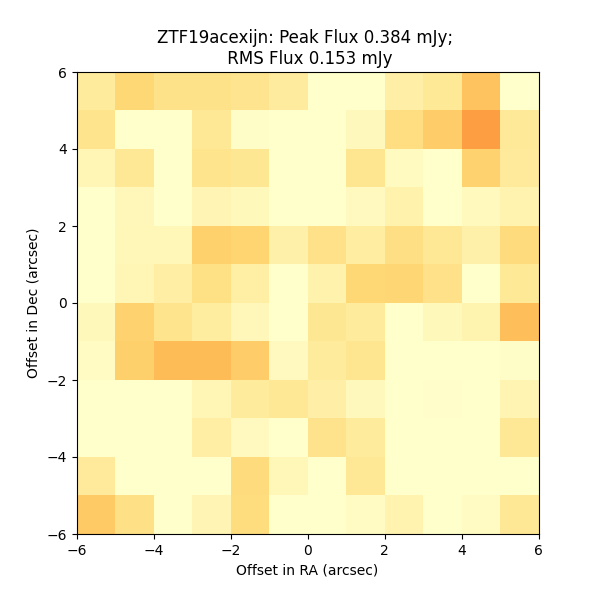 ZTF19acexijn: Peak Flux 0.384 mJy;
RMS Flux 0.153 mJy
6
4
2
0
−2
−4
−6
Offset in Dec (arcsec)
−6 −4 −2 0 2 4 6
Offset in RA (arcsec)